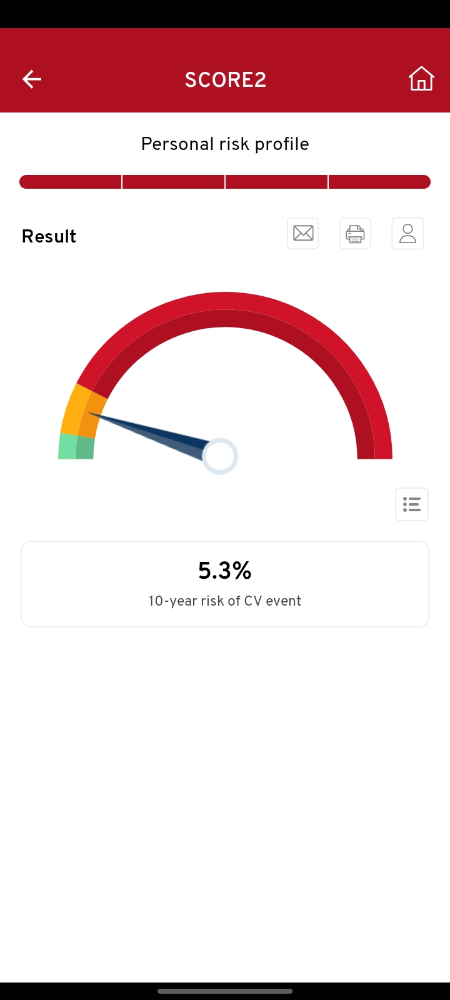 SCORE2
Personal risk profile
Result
5.3%
10-year risk of CV event